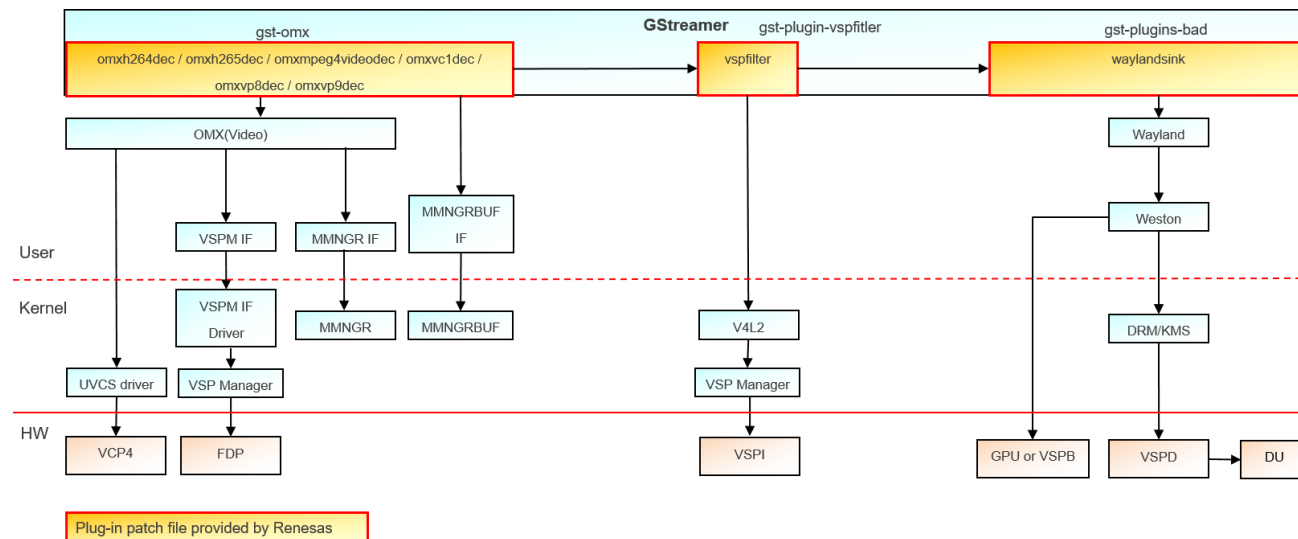 GStreamer
gst-omx
gst-plugin-vspfitler
gst-plugins-bad
omxh264dec / omxh265dec / omxmpeg4videodec / omxvc1dec /
omxvp8dec / omxvp9dec
vspfilter
waylandsink
OMX(Video)
Wayland
MMNGRBUF
IF
VSPM IF
MMNGR IF
Weston
User
Kernel
VSPM IF
Driver
MMNGR
MMNGRBUF
V4L2
DRM/KMS
UVCS driver
VSP Manager
VSP Manager
HW
VCP4
FDP
VSPI
GPU or VSPB
VSPD
DU
Plug-in patch file provided by Renesas